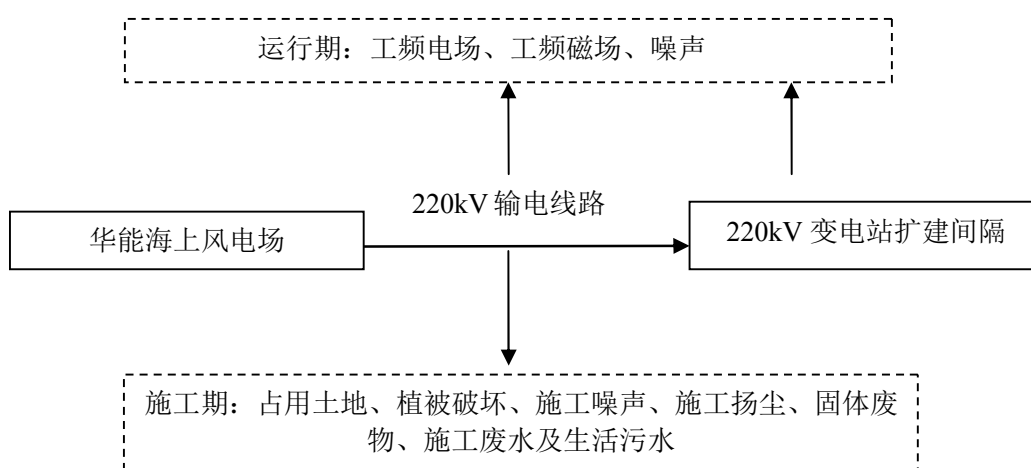 运行期：工频电场、工频磁场、噪声
220kV 输电线路
华能海上风电场
220kV 变电站扩建间隔
施工期：占用土地、植被破坏、施工噪声、施工扬尘、固体废
物、施工废水及生活污水